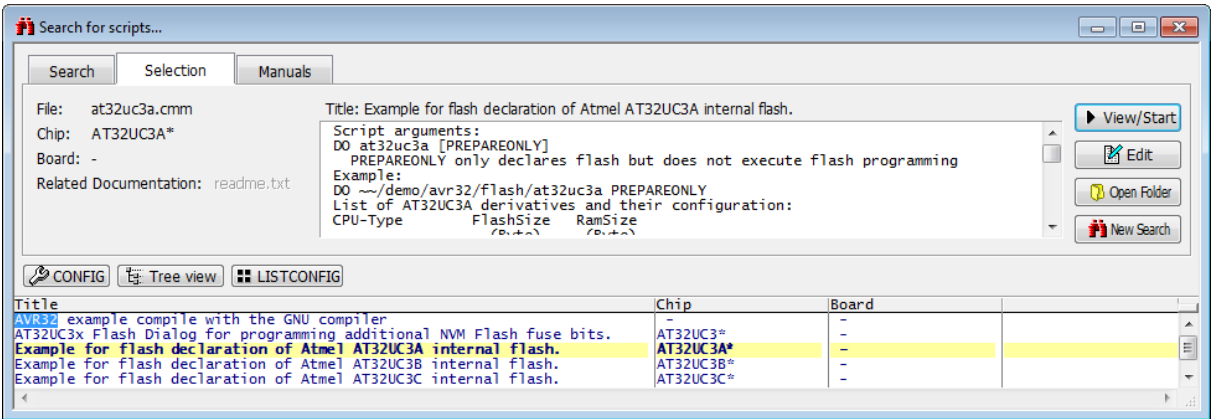 Search for scripts...
Search Selection Manuals
File: at32uc3a.cmm
Chip: AT32UC3A*
Board: -
Related Documentation: readme.txt
Title: Example for flash declaration of Atmel AT32UC3A internal flash.
Script arguments:
DO at32uc3a [PREPAREONLY]
PREPAREONLY only declares flash but does not execute flash programming
Example:
DO ~~/demo/avr32/flash/at32uc3a PREPAREONLY
List of AT32UC3A derivatives and their configuration:
CPU-Type FlashSize RamSize
(Byte) (Byte)
View/Start
Edit
Open Folder
New Search
CONFIG Tree view LISTCONFIG
Title Chip Board
AVR32 example compile with the GNU compiler - -
AT32UC3x Flash Dialog for programming additional NVM Flash fuse bits. AT32UC3* -
Example for flash declaration of Atmel AT32UC3A internal flash. AT32UC3A* -
Example for flash declaration of Atmel AT32UC3B internal flash. AT32UC3B* -
Example for flash declaration of Atmel AT32UC3C internal flash. AT32UC3C* -